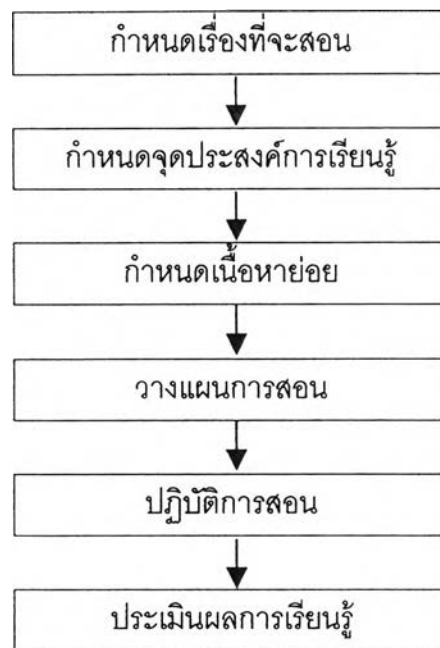 กำหนดเรื่องที่จะสอน
กำหนดจุดประสงค์การเรียนรู้
กำหนดเนื้อหาย่อย
วางแผนการสอน
ปฏิบัติการสอน
ประเมินผลการเรียนรู้